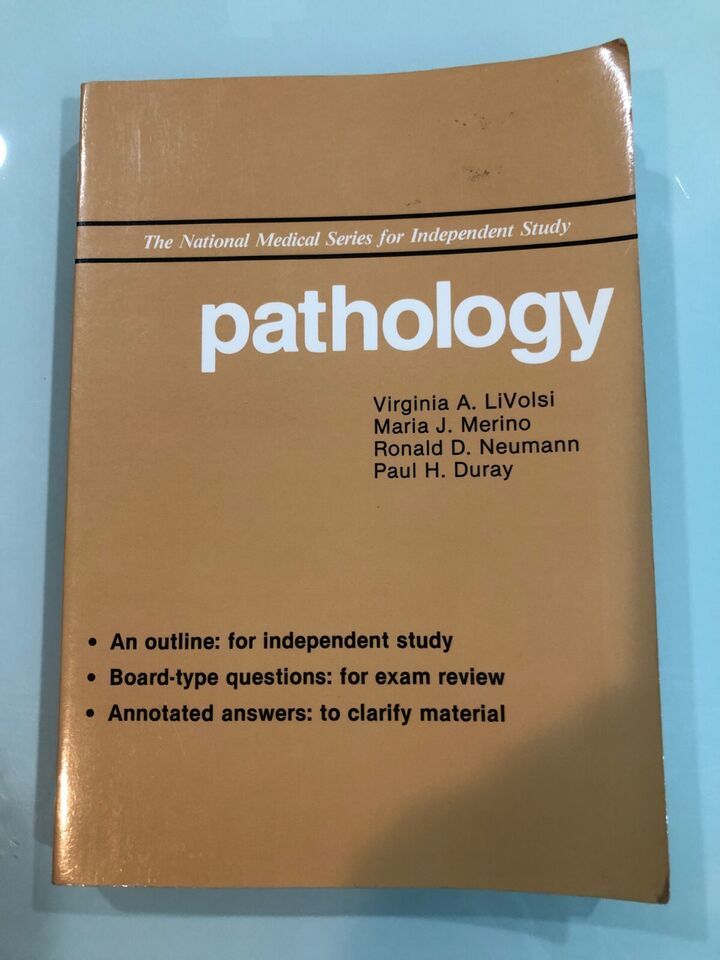 The National Medical Series for Independent Study
pathology
Virginia A. LiVolsi
Maria J. Merino
Ronald D. Neumann
Paul H. Duray
• An outline: for independent study
• Board-type questions: for exam review
• Annotated answers: to clarify material